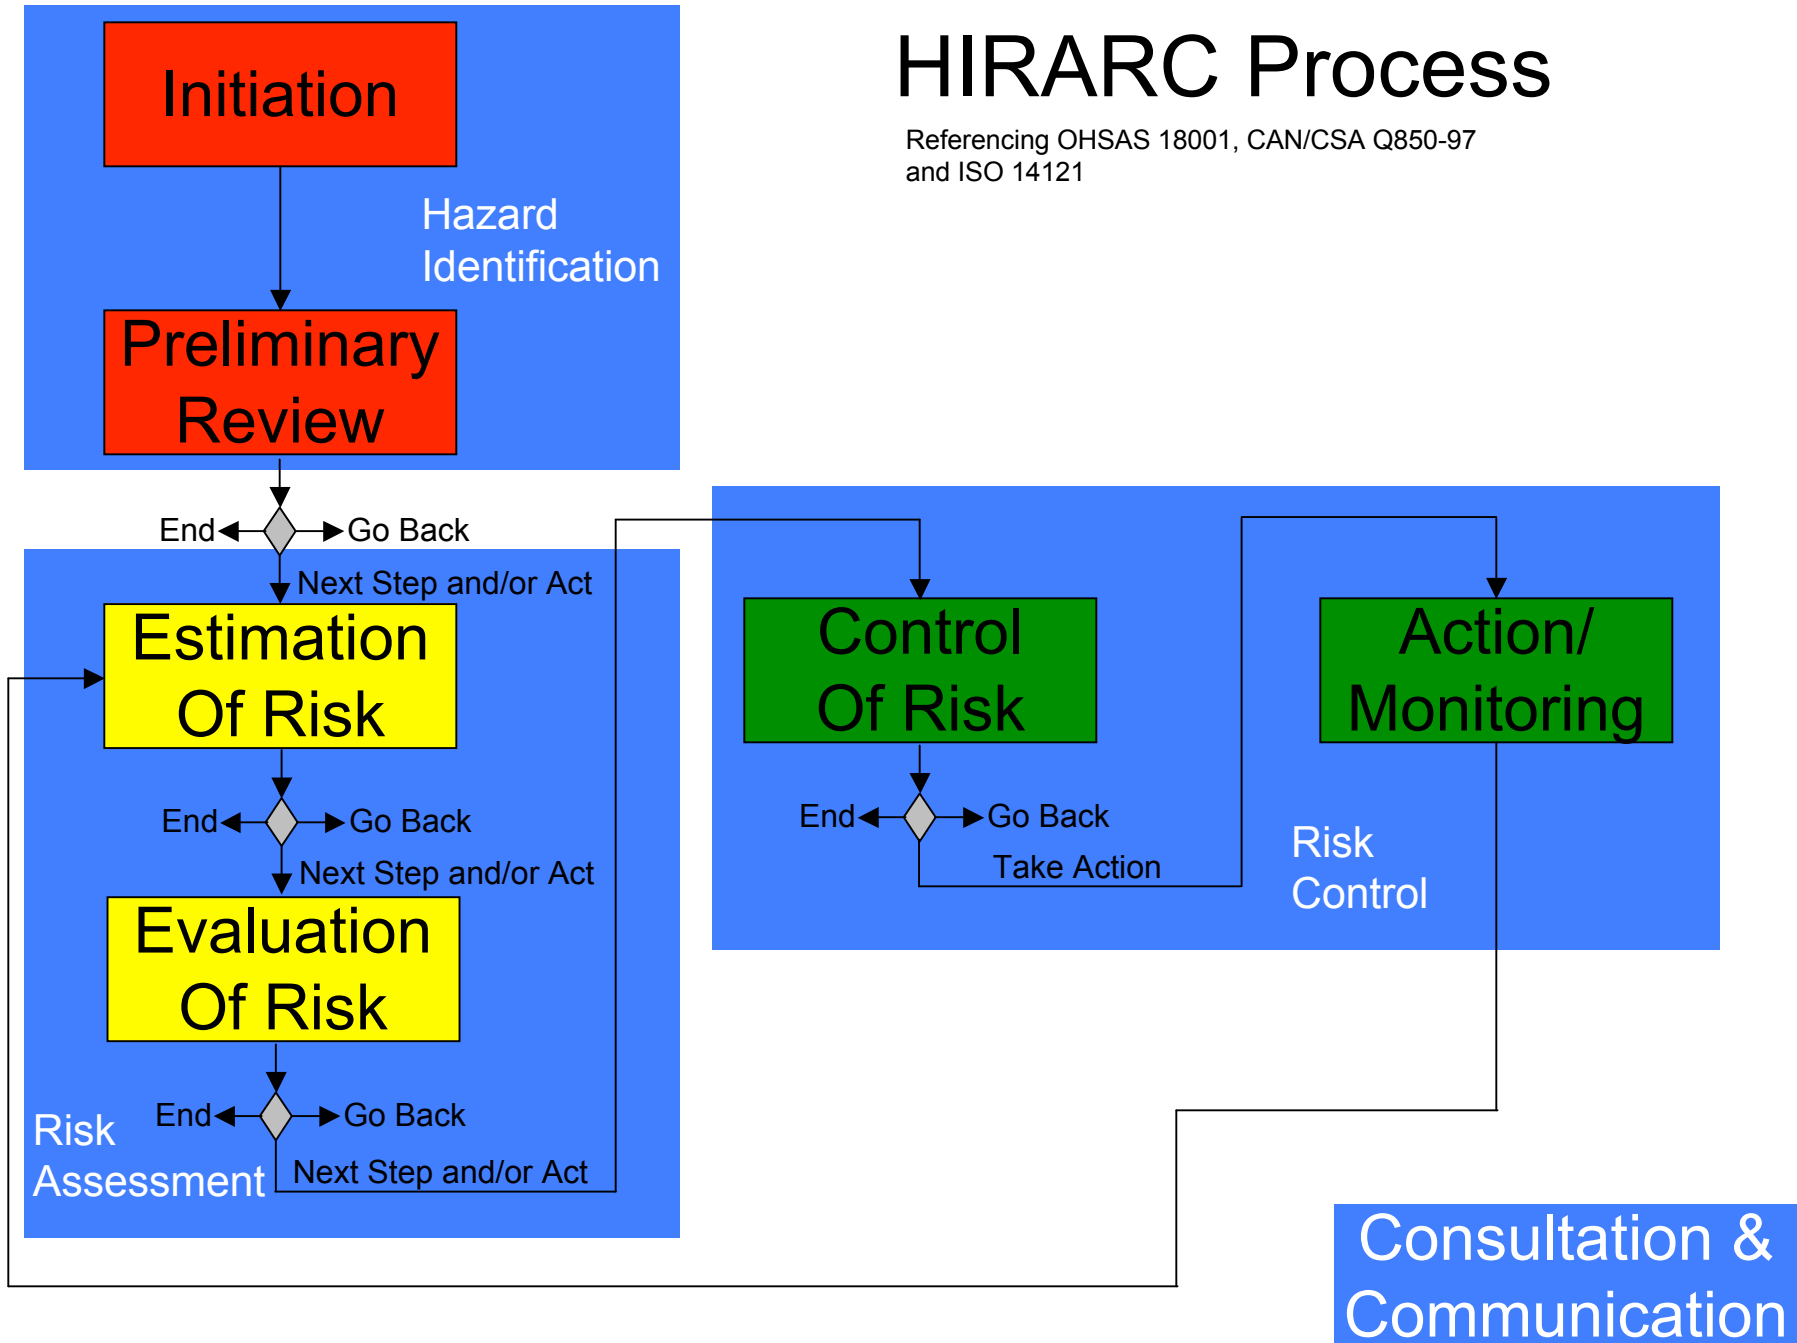 HIRARC Process
Referencing OHSAS 18001, CAN/CSA Q850-97
and ISO 14121
Initiation
Hazard
Identification
Preliminary
Review
End
Go Back
Next Step and/or Act
Estimation
Of Risk
End
Go Back
Next Step and/or Act
Evaluation
Of Risk
End
Go Back
Next Step and/or Act
Risk
Assessment
Control
Of Risk
End
Go Back
Take Action
Action/
Monitoring
Risk
Control
Consultation &
Communication